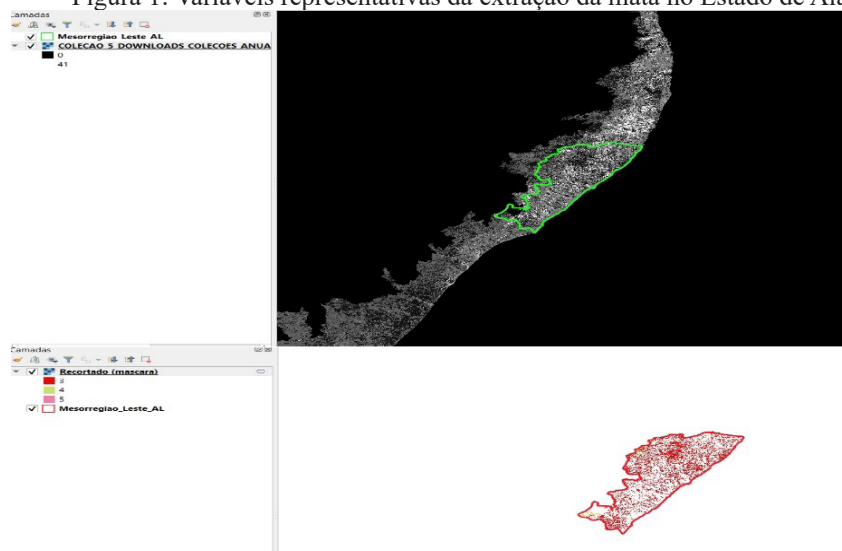 Figura 1: Variáveis representativas da extração da mata no Estado de Ala
Camadas
Mesorregiao Leste AL
COLECAO 5 DOWNLOADS COLECOES ANUA
0
41
Camadas
Recortado (mascara)
3
4
5
Mesorregiao_Leste_AL